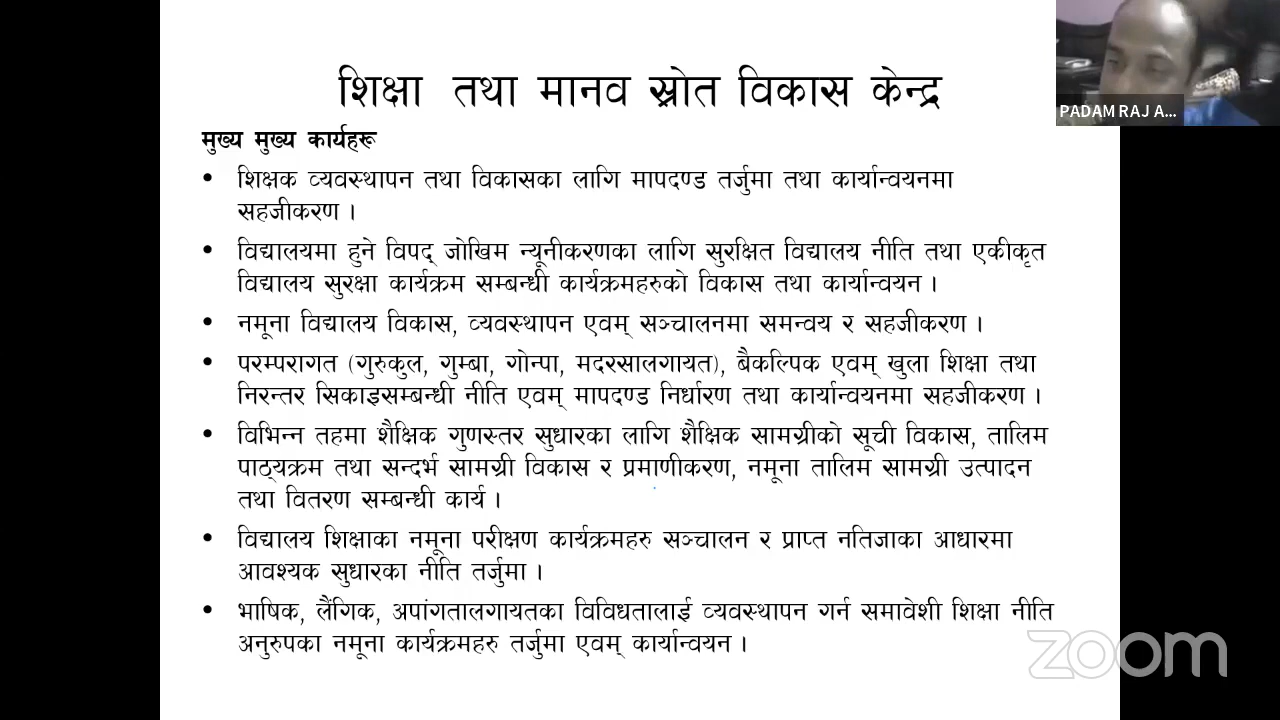 शिक्षा तथा मानव स्रोत विकास केन्द्र
PADAM RAJ A...
मुख्य मुख्य कार्यहरू
• शिक्षक व्यवस्थापन तथा विकासका लागि मापदण्ड तर्जुमा तथा कार्यान्वयनमा
सहजीकरण ।
• विद्यालयमा हुने विपद् जोखिम न्यूनीकरणका लागि सुरक्षित विद्यालय नीति तथा एकीकृत
विद्यालय सुरक्षा कार्यक्रम सम्बन्धी कार्यक्रमहरुको विकास तथा कार्यान्वयन ।
• नमूना विद्यालय विकास, व्यवस्थापन एवम् सञ्चालनमा समन्वय र सहजीकरण ।
• परम्परागत (गुरुकुल, गुम्बा, गोन्पा, मदरसालगायत), बैकल्पिक एवम् खुला शिक्षा तथा
निरन्तर सिकाइसम्बन्धी नीति एवम् मापदण्ड निर्धारण तथा कार्यान्वयनमा सहजीकरण ।
• विभिन्न तहमा शैक्षिक गुणस्तर सुधारका लागि शैक्षिक सामग्रीको सूची विकास, तालिम
पाठ्यक्रम तथा सन्दर्भ सामग्री विकास र प्रमाणीकरण, नमूना तालिम सामग्री उत्पादन
तथा वितरण सम्बन्धी कार्य ।
• विद्यालय शिक्षाका नमूना परीक्षण कार्यक्रमहरु सञ्चालन र प्राप्त नतिजाका आधारमा
आवश्यक सुधारका नीति तर्जुमा ।
• भाषिक, लैंगिक, अपांगतालगायतका विविधतालाई व्यवस्थापन गर्न समावेशी शिक्षा नीति
अनुरुपका नमूना कार्यक्रमहरु तर्जुमा एवम् कार्यान्वयन ।
zoom